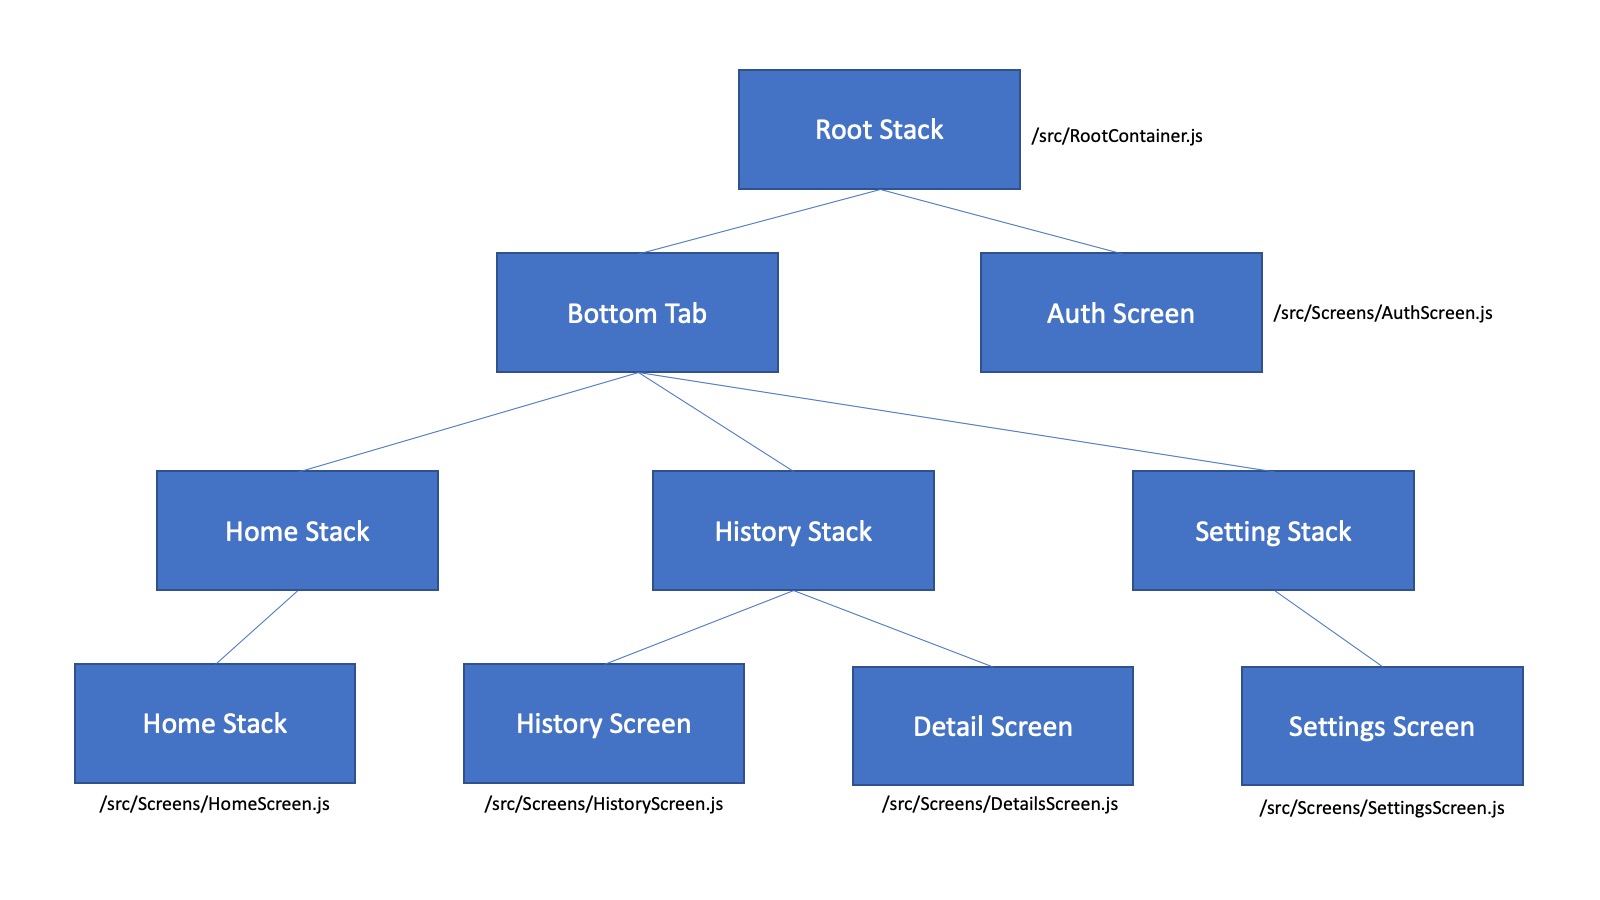 Root Stack
/src/RootContainer.js
Bottom Tab
Auth Screen
/src/Screens/AuthScreen.js
Home Stack
History Stack
Setting Stack
Home Stack
History Screen
Detail Screen
Settings Screen
/src/Screens/HomeScreen.js
/src/Screens/HistoryScreen.js
/src/Screens/DetailsScreen.js
/src/Screens/SettingsScreen.js